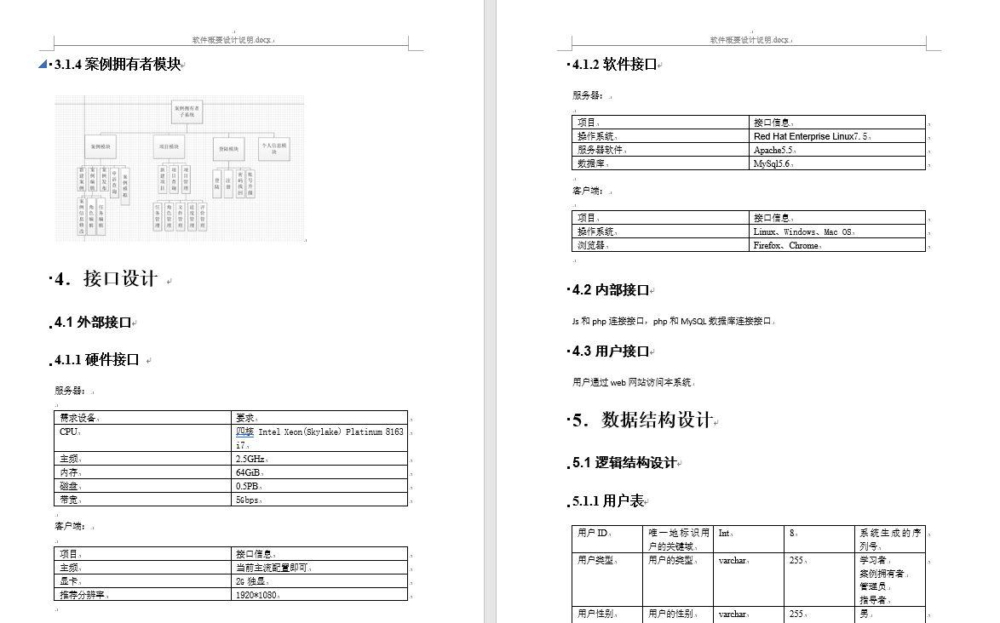 软件概要设计说明.docx
3.1.4 案例拥有者模块
案例拥有者
子系统
案例模块
项目模块
登陆模块
个人信息模
块
新建案例
案例编辑
案例发布
申诉查询
案例模拟
新建项目
项目查询
项目管理
登陆
注册
密码找回
账号升级
案例信息修改
角色编辑
任务编辑
任务管理
角色管理
文件管理
进度管理
评价管理
4. 接口设计
4.1 外部接口
4.1.1 硬件接口
服务器:
需求设备 要求
CPU 四核 Intel Xeon(Skylake) Platinum 8163
i7
主频 2.5GHz
内存 64GiB
磁盘 0.5PB
带宽 5Gbps
客户端:
项目 接口信息
主频 当前主流配置即可
显卡 2G 独显
推荐分辨率 1920*1080
软件概要设计说明.docx
4.1.2 软件接口
服务器:
项目 接口信息
操作系统 Red Hat Enterprise Linux7.5
服务器软件 Apache5.5
数据库 MySql5.6
客户端:
项目 接口信息
操作系统 Linux、Windows、Mac OS
浏览器 Firefox、Chrome
4.2 内部接口
Js 和 php 连接接口，php 和 MySQL 数据库连接接口
4.3 用户接口
用户通过 web 网站访问本系统
5. 数据结构设计
5.1 逻辑结构设计
5.1.1 用户表
用户 ID 唯一地标识用 Int 8 系统生成的序
户的关键域 列号
用户类型 用户的类型 varchar 255 学习者
案例拥有者
管理员
指导者
用户性别 用户的性别 varchar 255 男